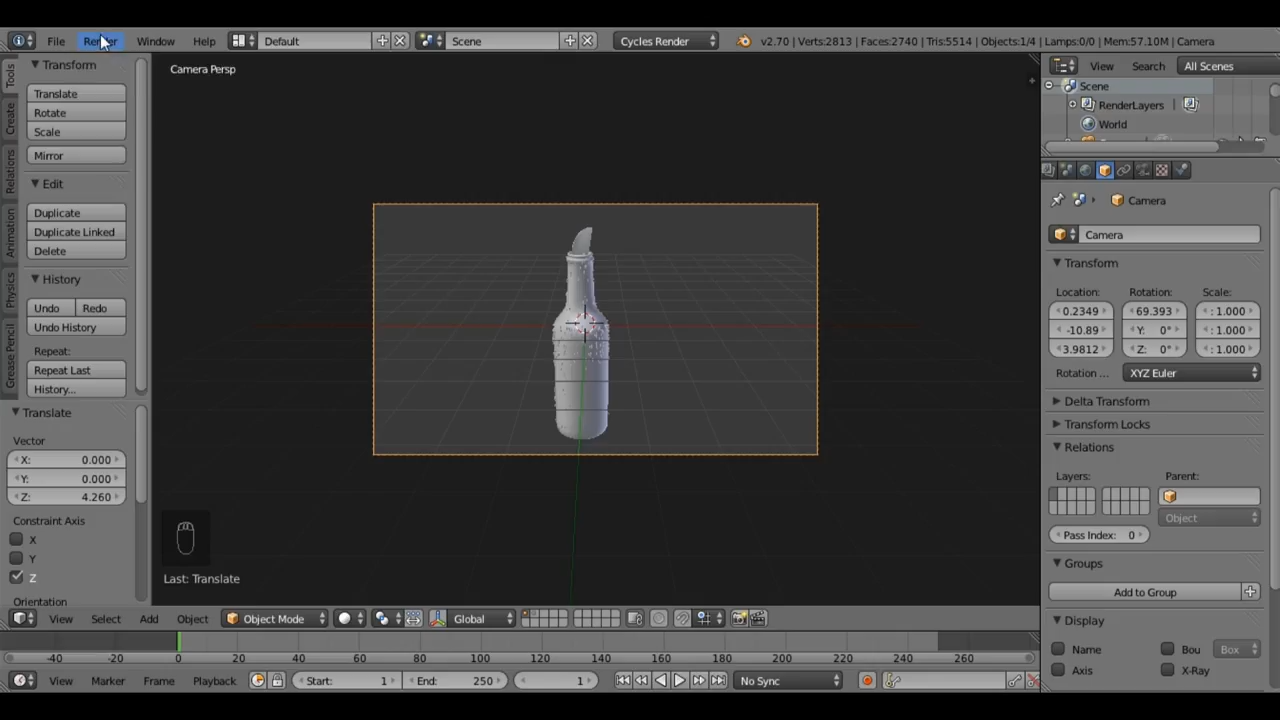 File Render Window Help Default Scene Cycles Render v2.70 | Verts:2813 | Faces:2740 | Tris:5514 | Objects:1/4 | Lamps:0/0 | Mem:57.10M | Camera
Tools
Create
Relations
Animation
Physics
Grease Pencil
Transform
Translate
Rotate
Scale
Mirror
Edit
Duplicate
Duplicate Linked
Delete
History
Undo Redo
Undo History
Repeat:
Repeat Last
History...
Translate
Vector
X: 0.000
Y: 0.000
Z: 4.260
Constraint Axis
X
Y
Z
Orientation
Camera Persp
Last: Translate
View Select Add Object Object Mode Global
-40 -20 0 20 40 60 80 100 120 140 160 180 200 220 240 260
View Marker Frame Playback Start: 1 End: 250 1 No Sync
View Search All Scenes
Scene
RenderLayers
World
Camera
Camera
Transform
Location: Rotation: Scale:
0.2349 69.393 : 1.000
-10.89 Y: 0° : 1.000
3.9812 Z: 0° : 1.000
Rotation ... XYZ Euler
Delta Transform
Transform Locks
Relations
Layers: Parent:
Object
Pass Index: 0
Groups
Add to Group
Display
Name Bou Box
Axis X-Ray